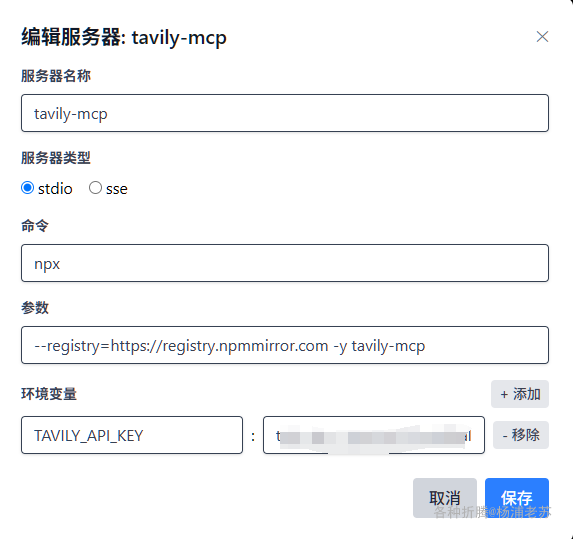 编辑服务器: tavily-mcp
服务器名称
tavily-mcp
服务器类型
stdio sse
命令
npx
参数
--registry=https://registry.npmmirror.com -y tavily-mcp
环境变量 + 添加
TAVILY_API_KEY : - 移除
取消 保存
各种折腾@杨浦老苏